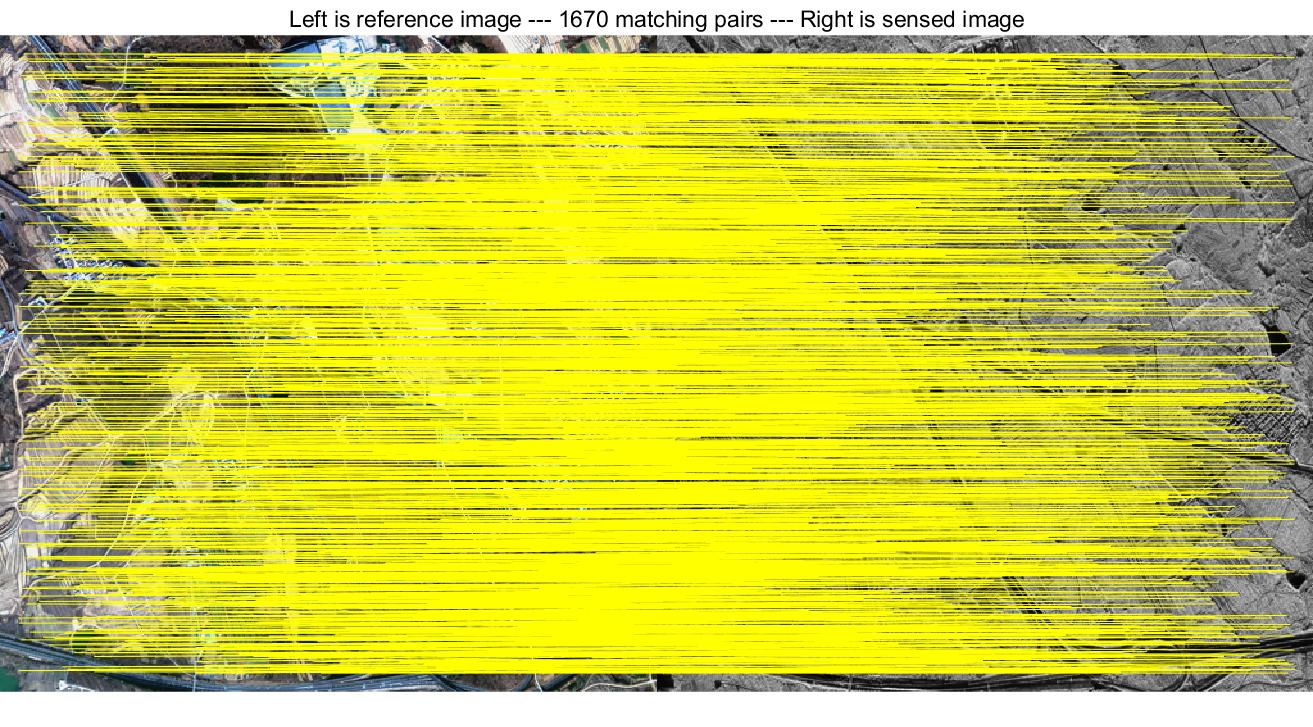 Left is reference image --- 1670 matching pairs --- Right is sensed image